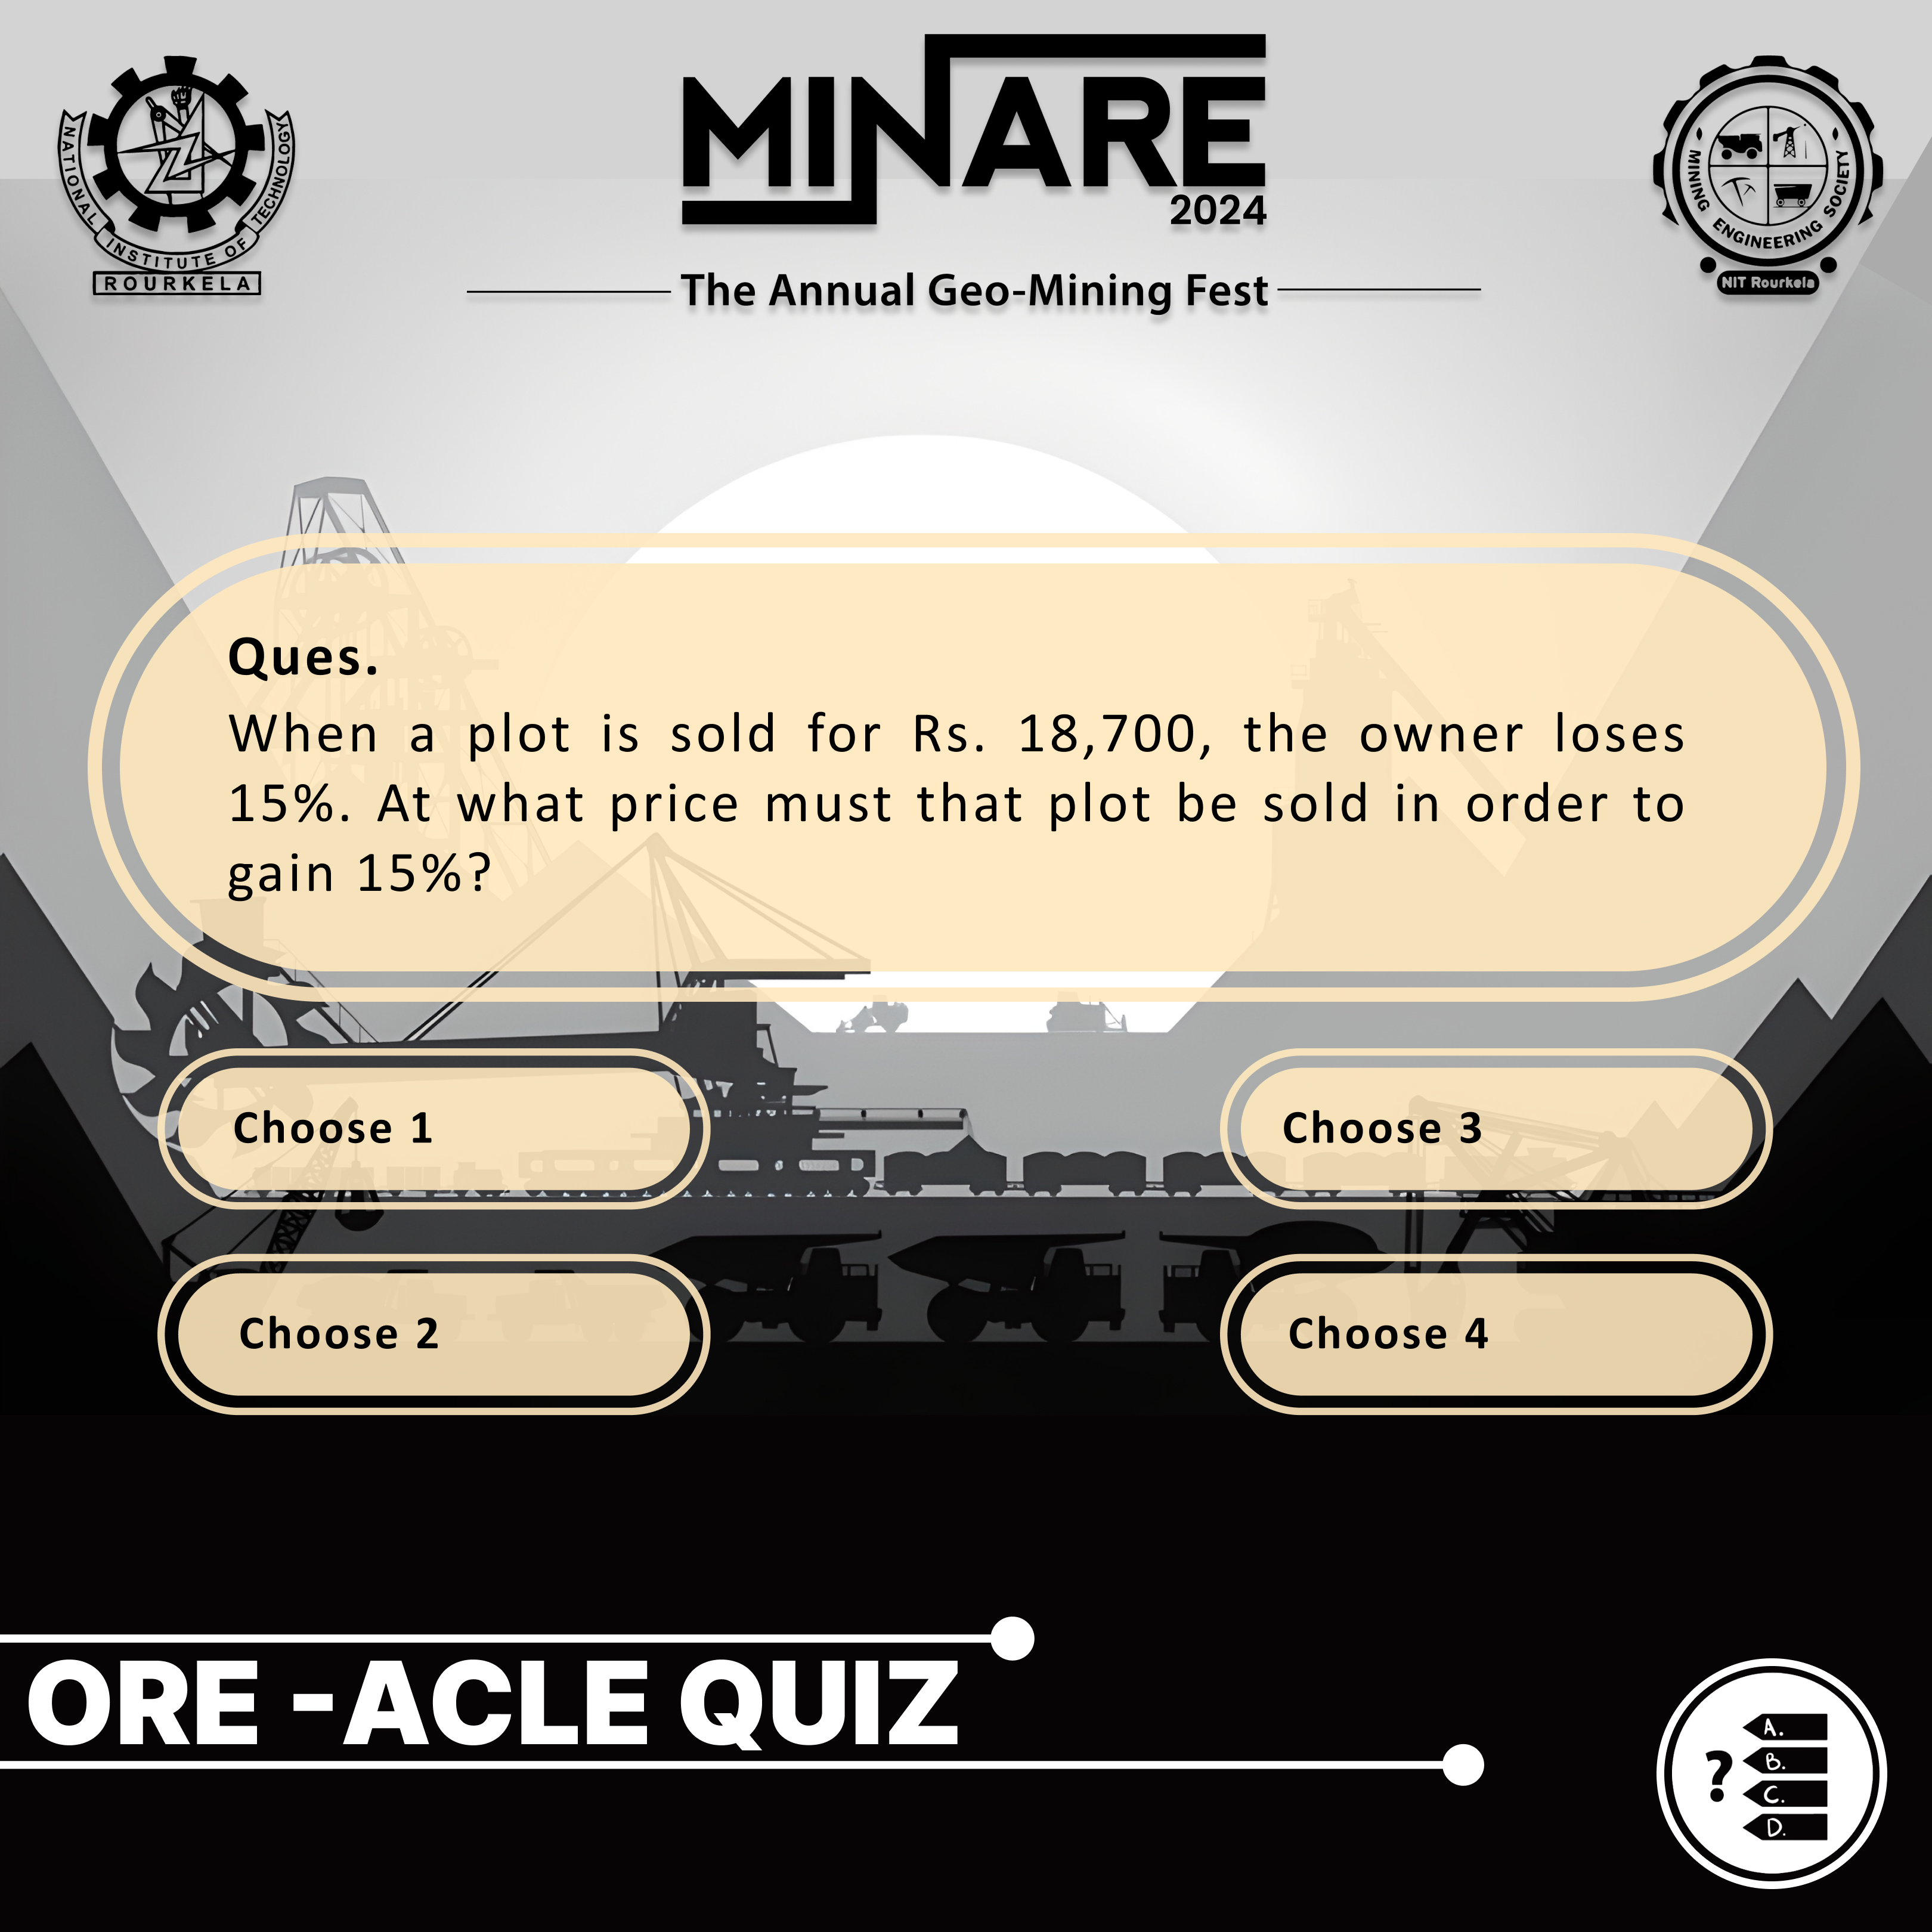 NATIONAL INSTITUTE OF TECHNOLOGY
ROURKELA
MINARE
2024
The Annual Geo-Mining Fest
MINING ENGINEERING SOCIETY
NIT Rourkela
Ques.
When a plot is sold for Rs. 18,700, the owner loses
15%. At what price must that plot be sold in order to
gain 15%?
Choose 1
Choose 3
Choose 2
Choose 4
ORE -ACLE QUIZ
?
A.
B.
C.
D.